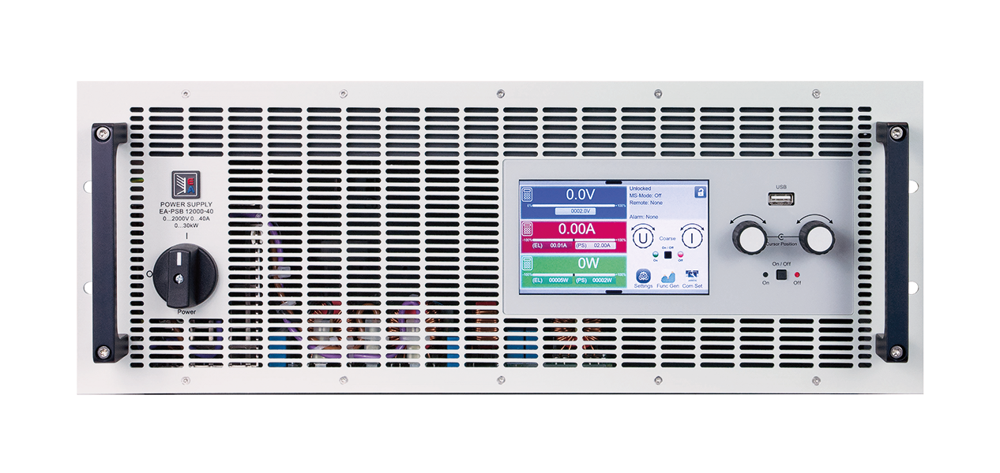 EA
POWER SUPPLY
EA-PSB 12000-40
0...2000V 0...40A
0...30kW
I
O
Power
0.0V
0% +100%
0002.0V
0.00A
-100% +100%
(EL) 00.01A (PS) 02.00A
0W
-100% +100%
(EL) 00005W (PS) 00002W
Unlocked
MS-Mode: Off
Remote: None
Alarm: None
U Coarse I
On / Off
On Off
Settings Func Gen Com Set
USB
Cursor Position
On / Off
On Off